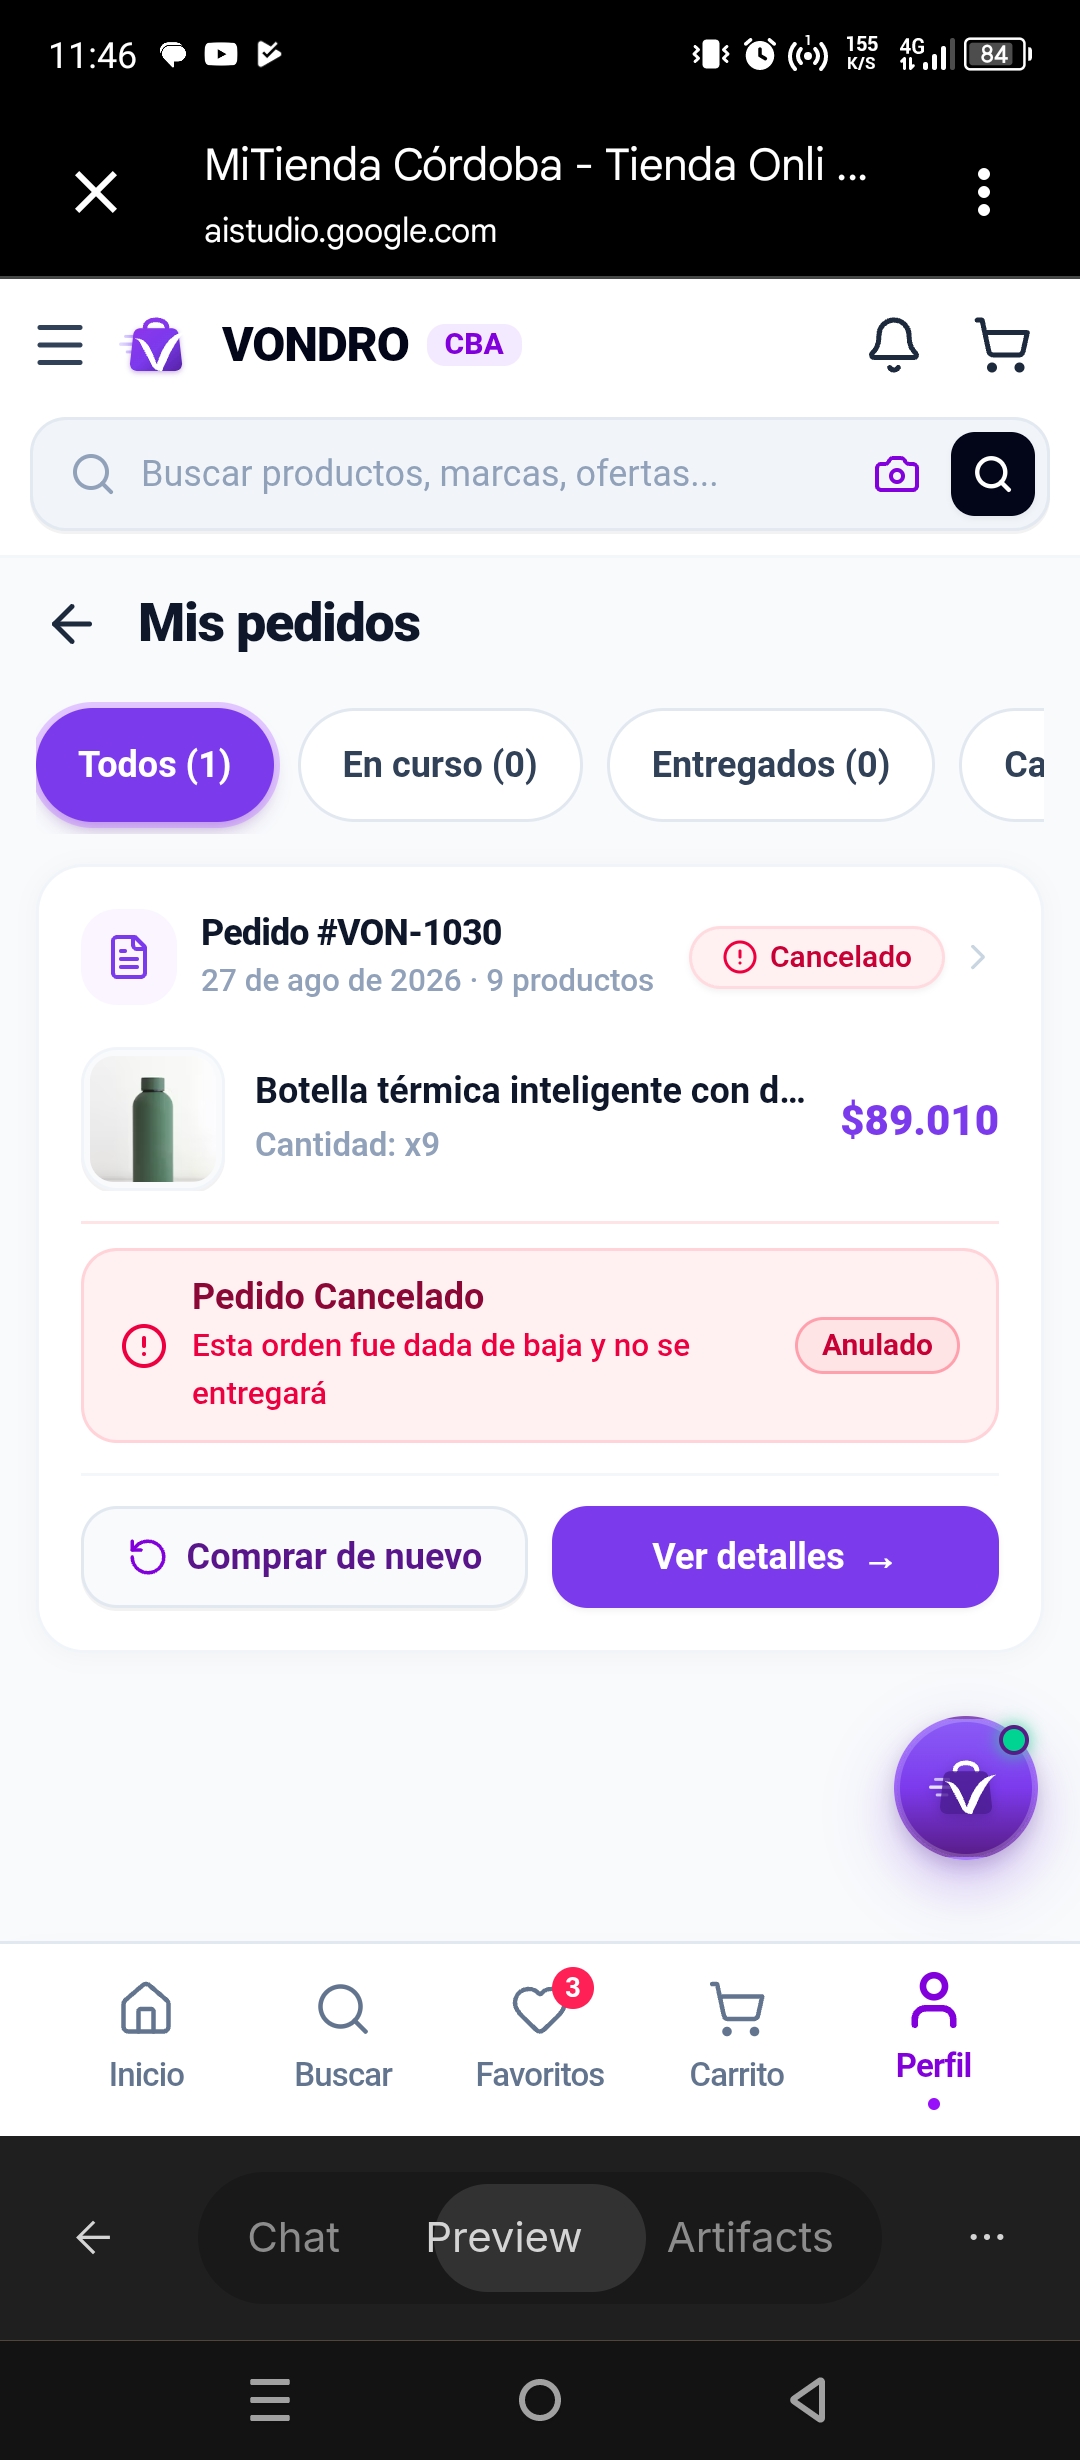 11:46
1
155
K/S
4G
84
MiTienda Córdoba - Tienda Onli ...
aistudio.google.com
VONDRO CBA
Buscar productos, marcas, ofertas...
Mis pedidos
Todos (1)
En curso (0)
Entregados (0)
Ca
Pedido #VON-1030
27 de ago de 2026 · 9 productos
Cancelado
Botella térmica inteligente con d...
Cantidad: x9
$89.010
Pedido Cancelado
Esta orden fue dada de baja y no se
entregará
Anulado
Comprar de nuevo
Ver detalles →
3
Inicio
Buscar
Favoritos
Carrito
Perfil
Chat
Preview
Artifacts